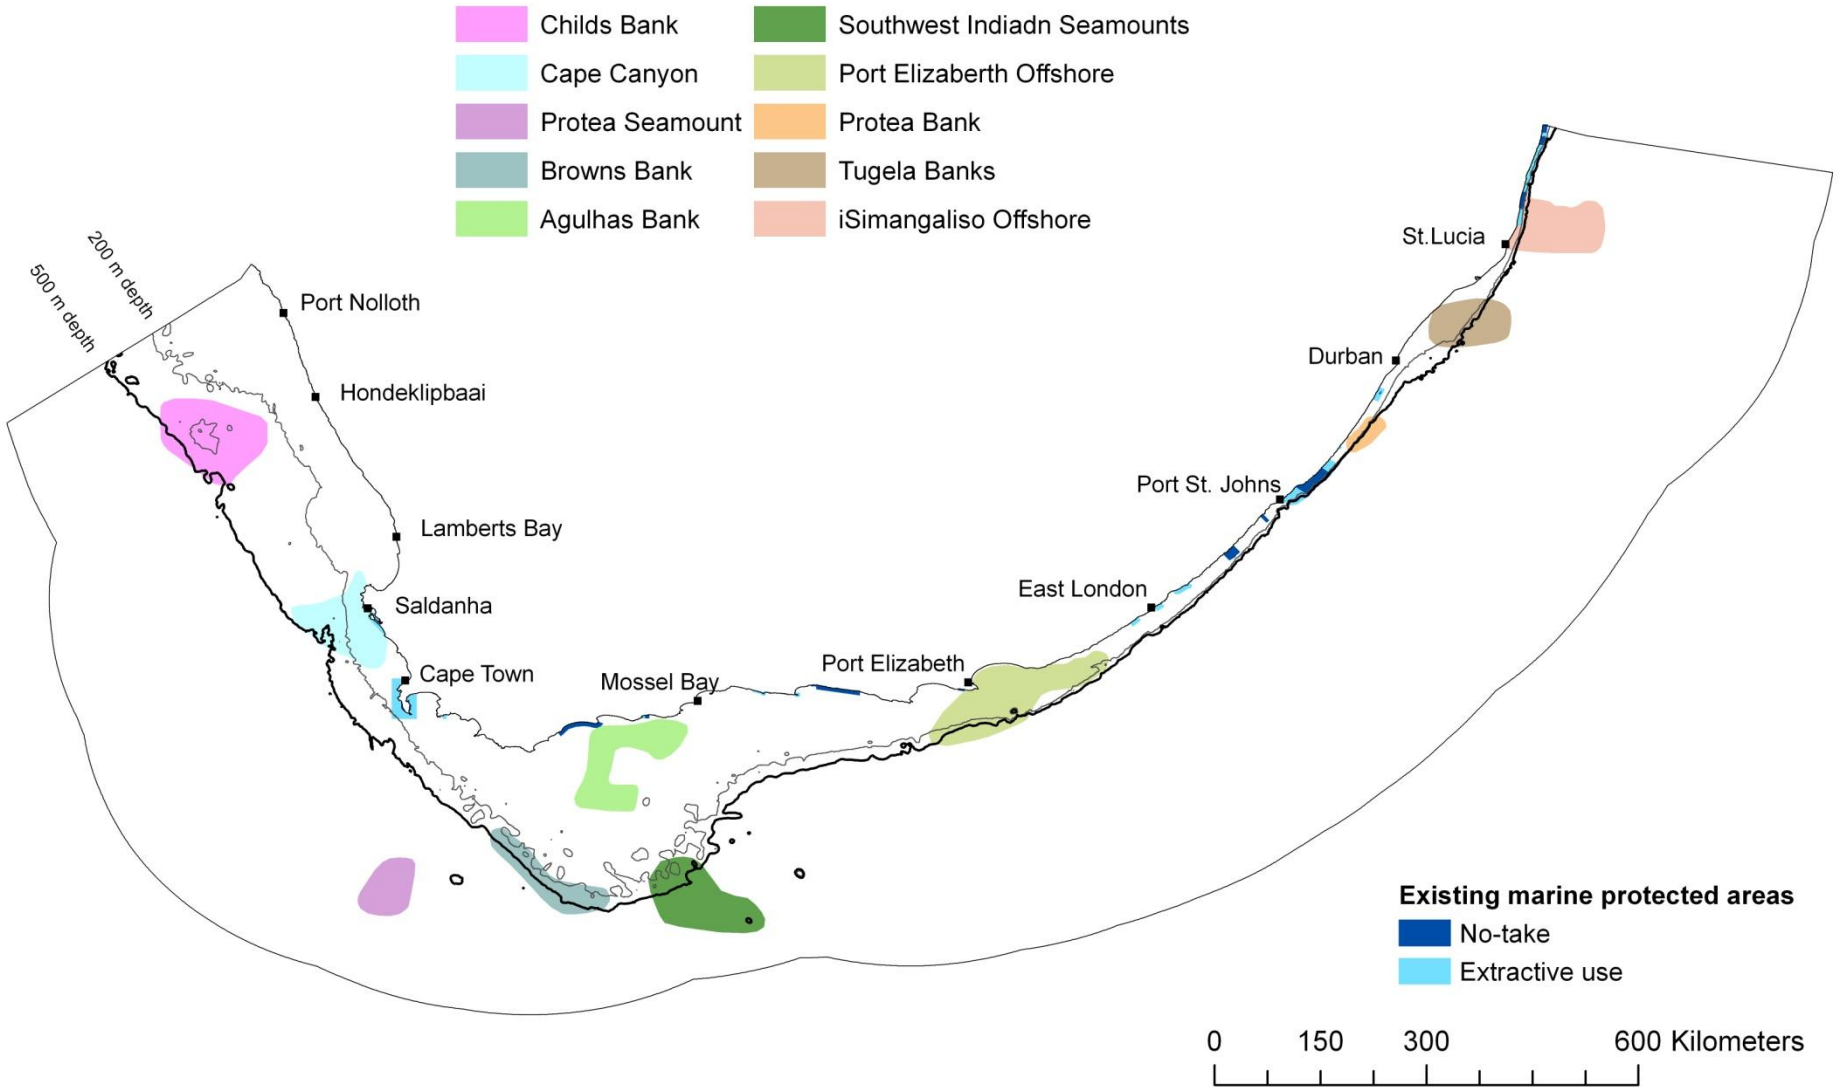 Childs Bank
Cape Canyon
Protea Seamount
Browns Bank
Agulhas Bank
Southwest Indiadn Seamounts
Port Elizaberth Offshore
Protea Bank
Tugela Banks
iSimangaliso Offshore
200 m depth
500 m depth
Port Nolloth
Hondeklipbaai
Lamberts Bay
Saldanha
Cape Town
Mossel Bay
Port Elizabeth
East London
Port St. Johns
Durban
St.Lucia
Existing marine protected areas
No-take
Extractive use
0 150 300 600 Kilometers